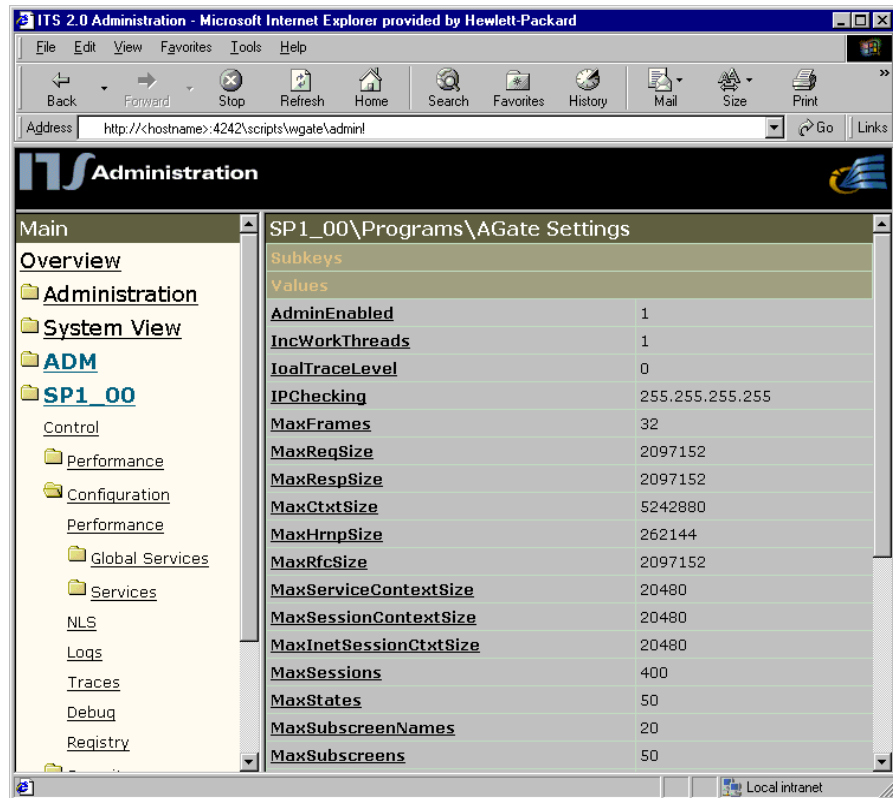 ITS 2.0 Administration - Microsoft Internet Explorer provided by Hewlett-Packard
File Edit View Favorites Tools Help
Back Forward Stop Refresh Home Search Favorites History Mail Size Print »
Address http://<hostname>:4242\scripts\wgate\admin! Go Links
ITS Administration
Main
Overview
Administration
System View
ADM
SP1_00
Control
Performance
Configuration
Performance
Global Services
Services
NLS
Logs
Traces
Debug
Registry
SP1_00\Programs\AGate Settings
Subkeys
Values
AdminEnabled 1
IncWorkThreads 1
IoalTraceLevel 0
IPChecking 255.255.255.255
MaxFrames 32
MaxReqSize 2097152
MaxRespSize 2097152
MaxCtxtSize 5242880
MaxHrnpSize 262144
MaxRfcSize 2097152
MaxServiceContextSize 20480
MaxSessionContextSize 20480
MaxInetSessionCtxtSize 20480
MaxSessions 400
MaxStates 50
MaxSubscreenNames 20
MaxSubscreens 50
Local intranet